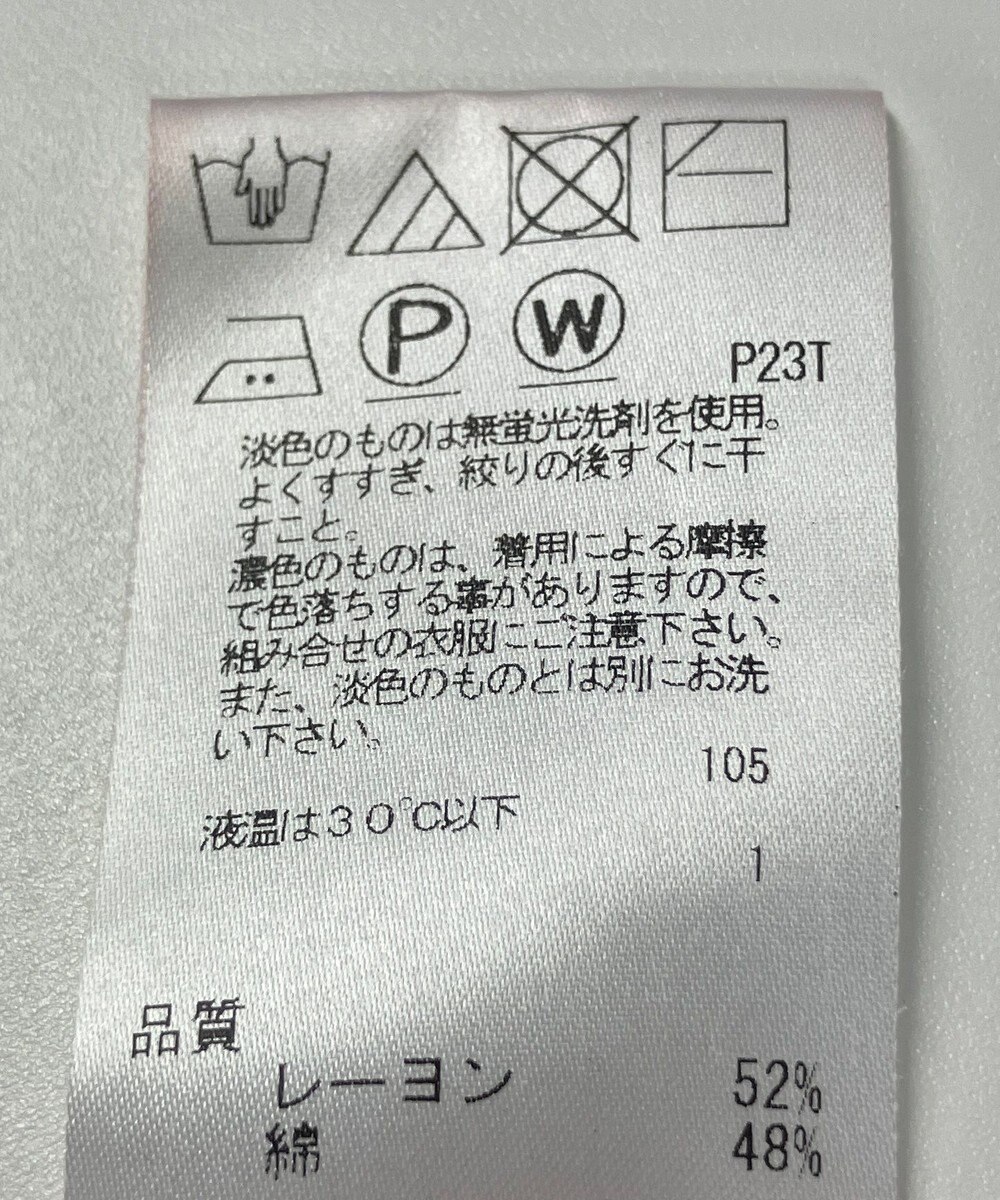 P W
P23T
淡色のものは無蛍光洗剤を使用。
よくすすぎ、絞りの後すぐに干
すこと。
濃色のものは、着用による摩擦
で色落ちする事がありますので、
組み合せの衣服にご注意下さい。
また、淡色のものとは別にお洗
い下さい。
105
液温は30℃以下
1
品質
レーヨン 52%
綿 48%